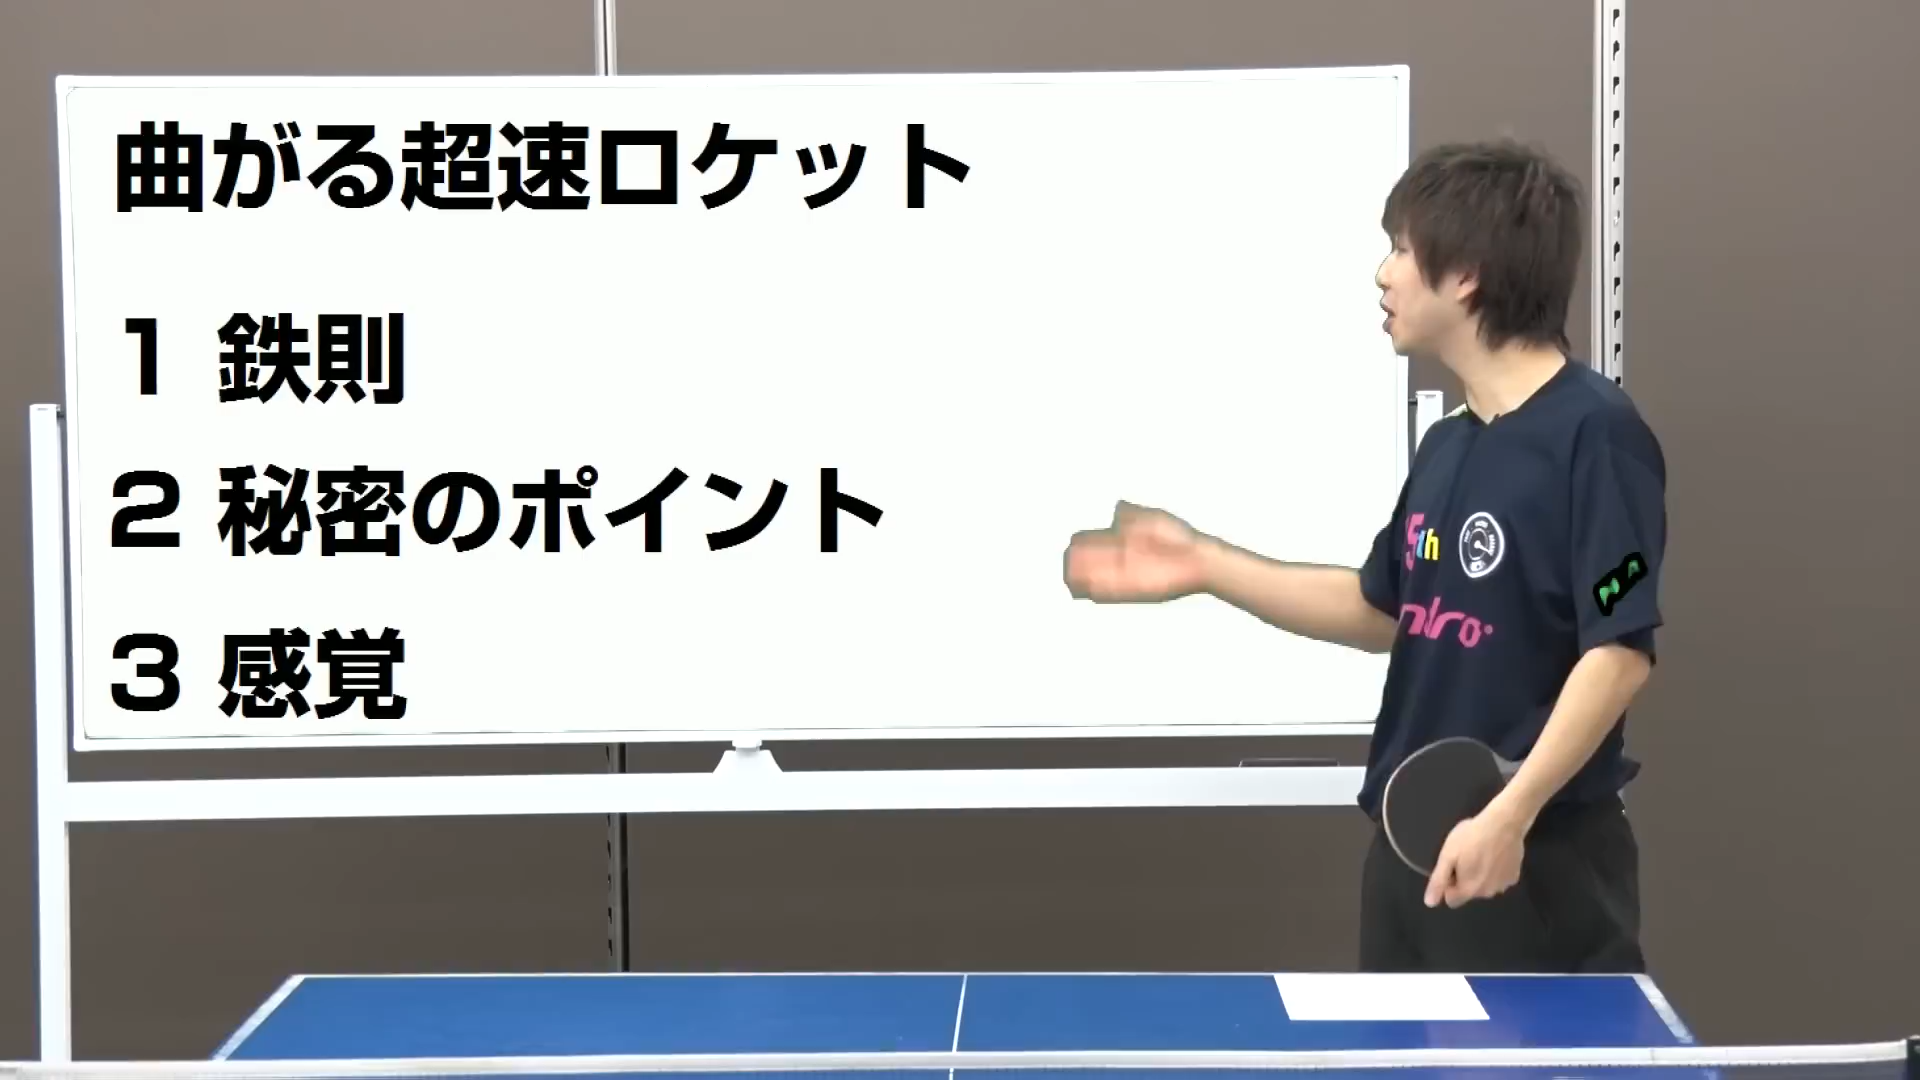 曲がる超速ロケット
1 鉄則
2 秘密のポイント
3 感覚
5th